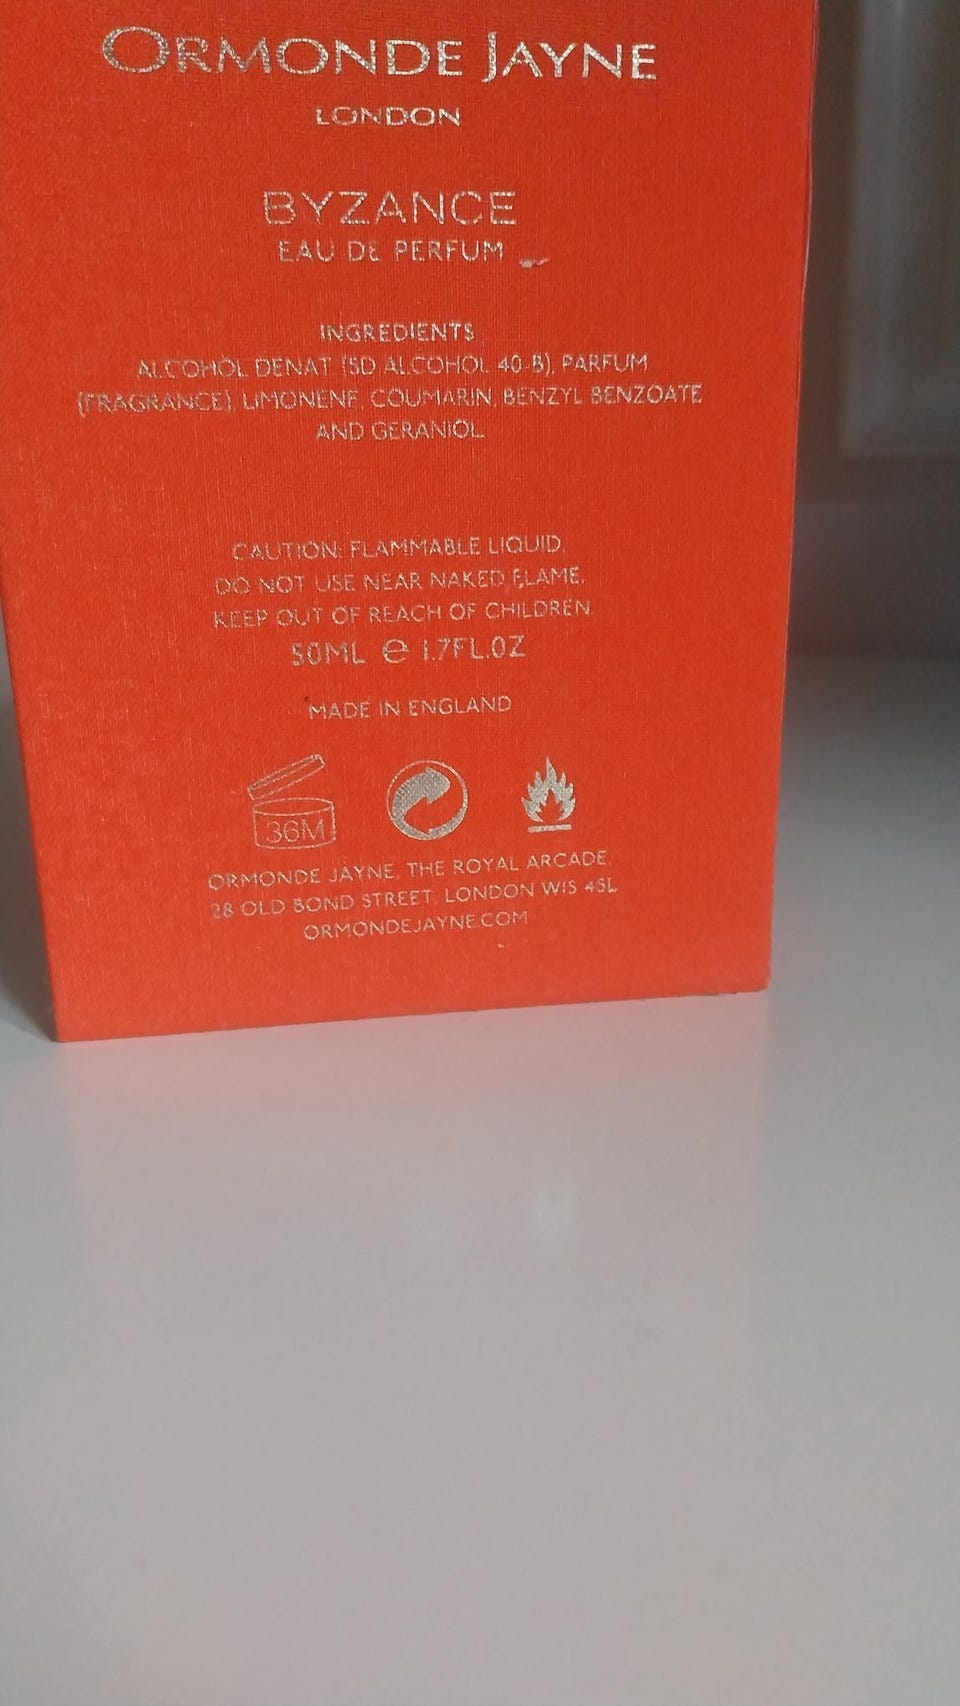 ORMONDE JAYNE
LONDON
BYZANCE
EAU DE PERFUM
INGREDIENTS
ALCOHOL DENAT (SD ALCOHOL 40-B), PARFUM
(FRAGRANCE), LIMONENE, COUMARIN, BENZYL BENZOATE
AND GERANIOL.
CAUTION: FLAMMABLE LIQUID.
DO NOT USE NEAR NAKED FLAME.
KEEP OUT OF REACH OF CHILDREN.
50ML e 1.7FL.OZ
MADE IN ENGLAND
36M
ORMONDE JAYNE, THE ROYAL ARCADE,
28 OLD BOND STREET, LONDON W1S 4SL
ORMONDEJAYNE.COM